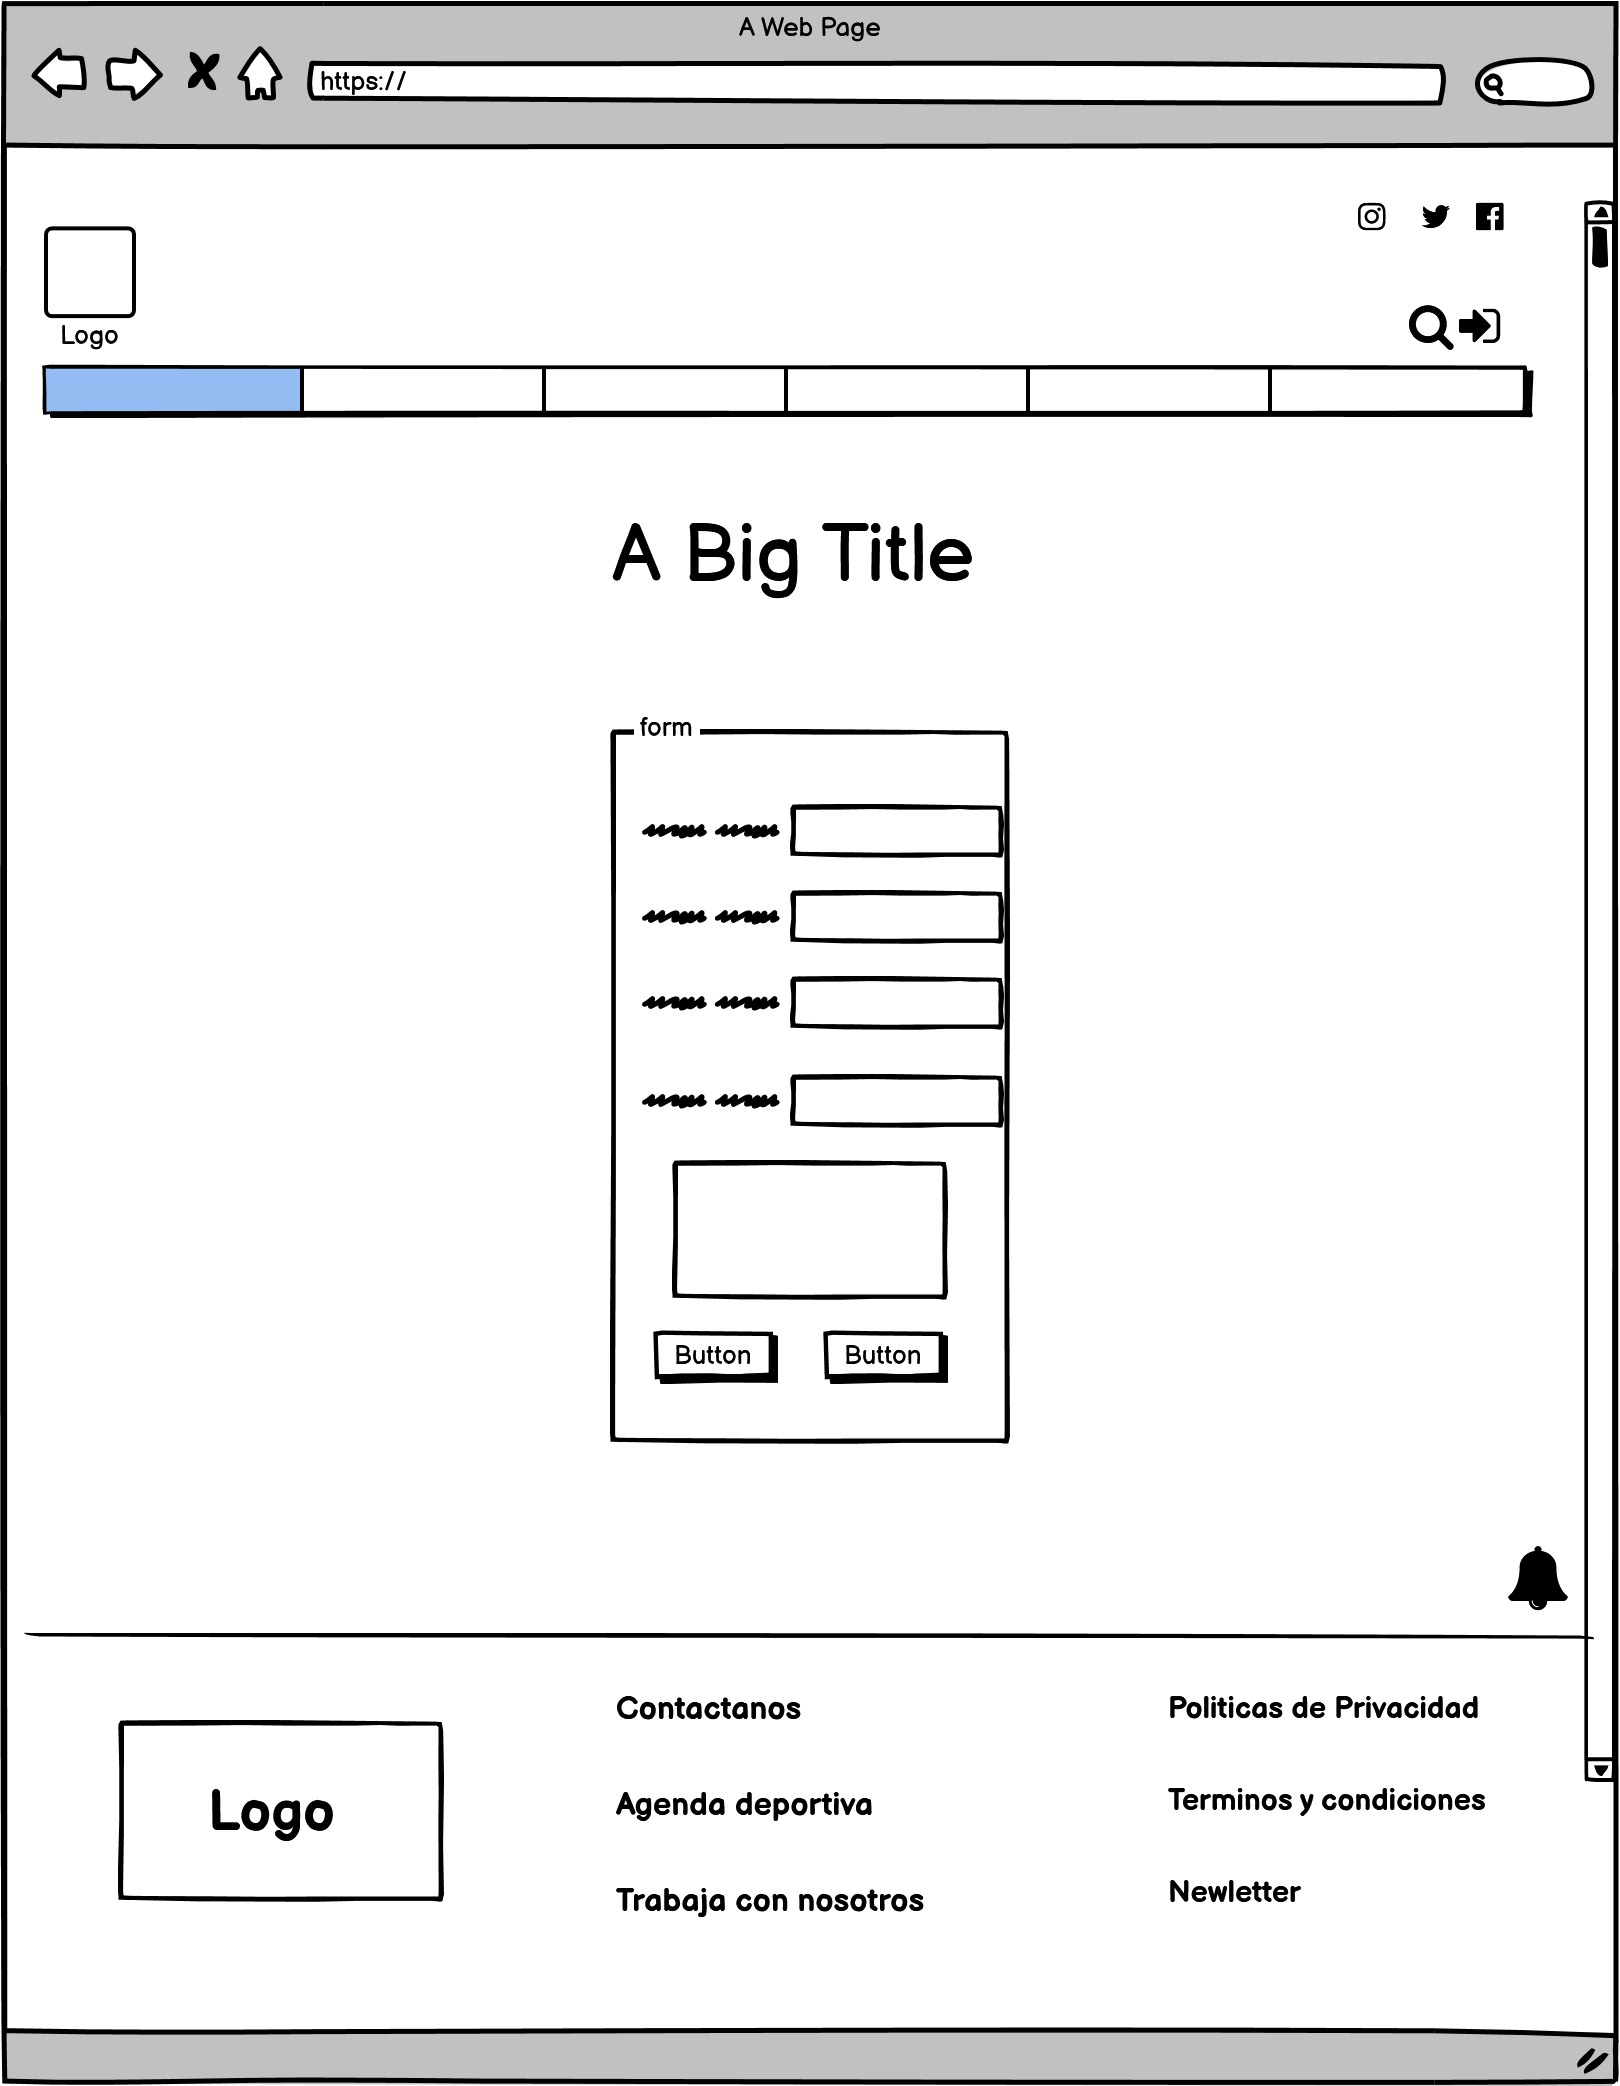 A Web Page
https://
Logo
A Big Title
form
Button Button
Contactanos
Politicas de Privacidad
Logo
Agenda deportiva
Terminos y condiciones
Trabaja con nosotros
Newletter